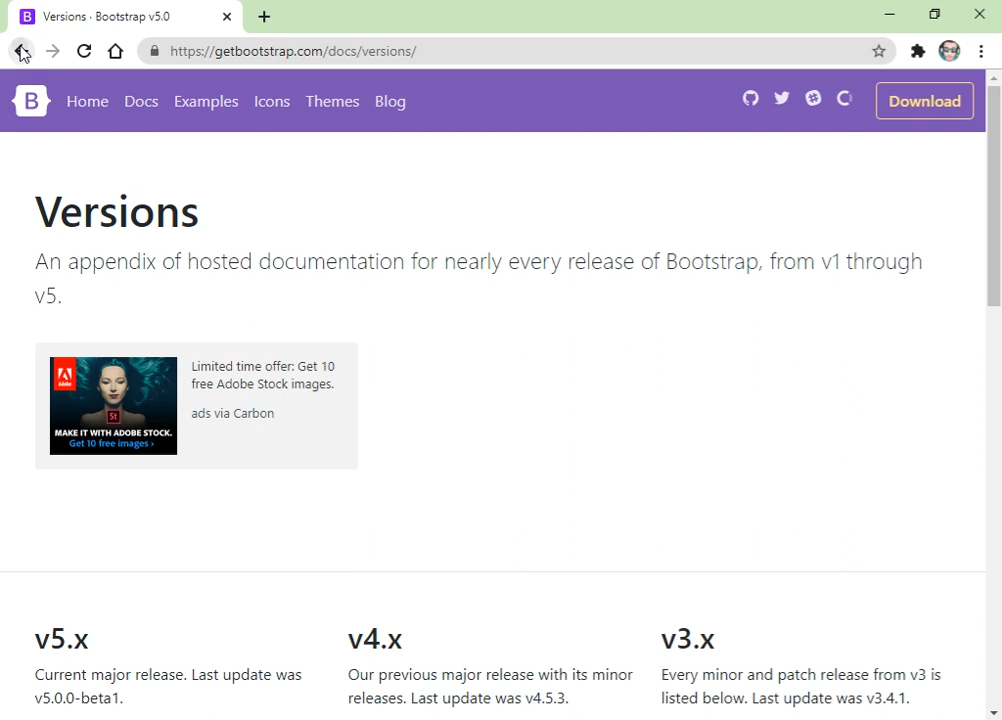 Versions · Bootstrap v5.0
https://getbootstrap.com/docs/versions/
B Home Docs Examples Icons Themes Blog Download
Versions
An appendix of hosted documentation for nearly every release of Bootstrap, from v1 through
v5.
Adobe
St
MAKE IT WITH ADOBE STOCK.
Get 10 free images ›
Limited time offer: Get 10
free Adobe Stock images.
ads via Carbon
v5.x
Current major release. Last update was
v5.0.0-beta1.
v4.x
Our previous major release with its minor
releases. Last update was v4.5.3.
v3.x
Every minor and patch release from v3 is
listed below. Last update was v3.4.1.